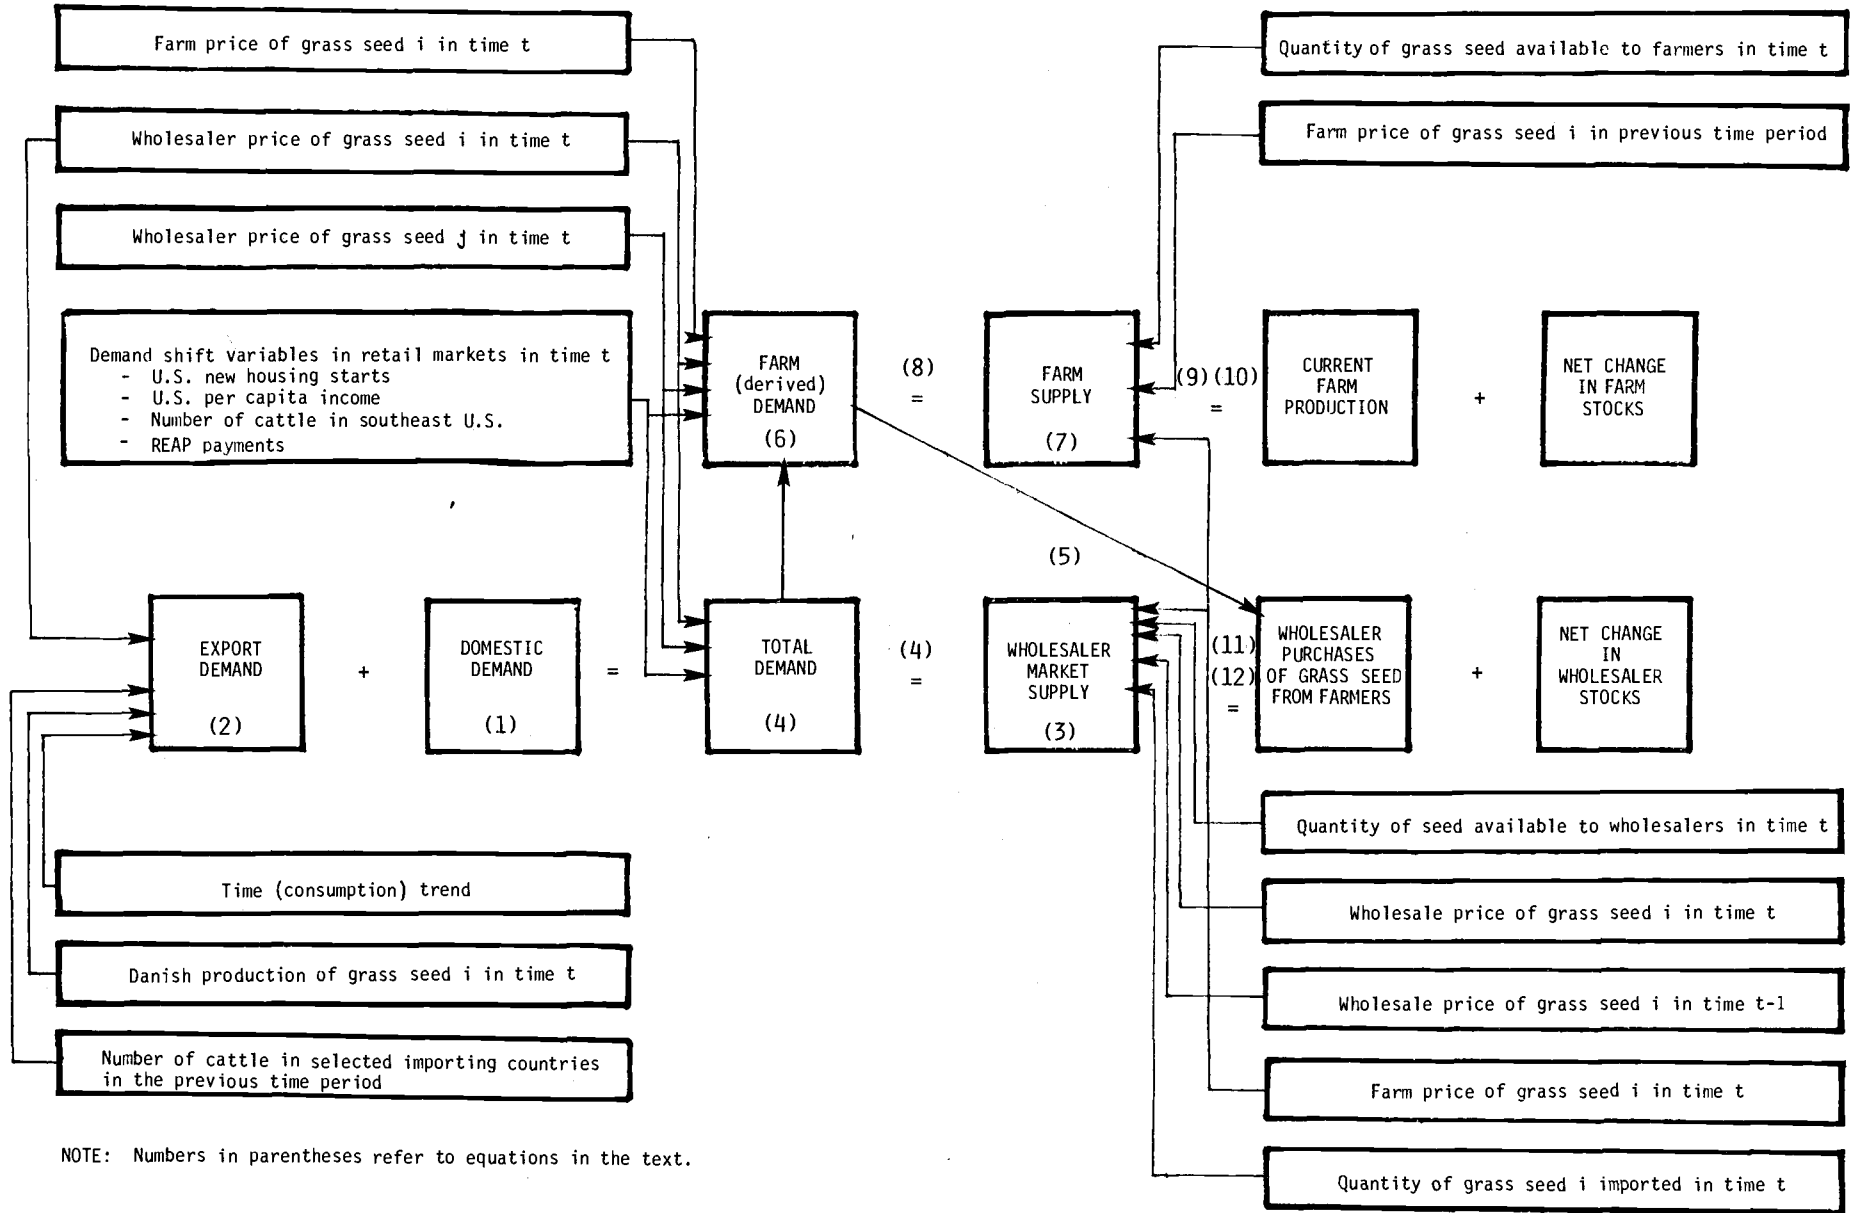 Farm price of grass seed i in time t
Wholesaler price of grass seed i in time t
Wholesaler price of grass seed j in time t
Demand shift variables in retail markets in time t
- U.S. new housing starts
- U.S. per capita income
- Number of cattle in southeast U.S.
- REAP payments
Quantity of grass seed available to farmers in time t
Farm price of grass seed i in previous time period
FARM
(derived)
DEMAND
(6)
(8)
=
FARM
SUPPLY
(7)
(9)(10)
=
CURRENT
FARM
PRODUCTION
+
NET CHANGE
IN FARM
STOCKS
(5)
EXPORT
DEMAND
(2)
+
DOMESTIC
DEMAND
(1)
=
TOTAL
DEMAND
(4)
(4)
=
WHOLESALER
MARKET
SUPPLY
(3)
(11)
(12)
=
WHOLESALER
PURCHASES
OF GRASS SEED
FROM FARMERS
+
NET CHANGE
IN
WHOLESALER
STOCKS
Time (consumption) trend
Danish production of grass seed i in time t
Number of cattle in selected importing countries
in the previous time period
Quantity of seed available to wholesalers in time t
Wholesale price of grass seed i in time t
Wholesale price of grass seed i in time t-1
Farm price of grass seed i in time t
Quantity of grass seed i imported in time t
NOTE: Numbers in parentheses refer to equations in the text.